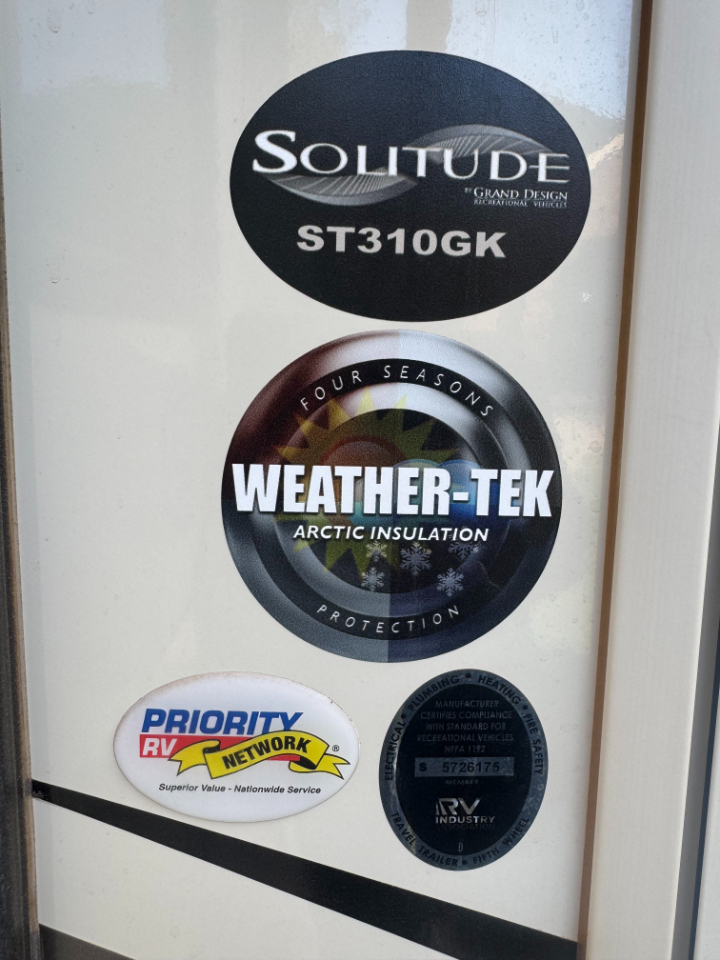 SOLITUDE
BY GRAND DESIGN
RECREATIONAL VEHICLES
ST310GK
FOUR SEASONS
WEATHER-TEK
ARCTIC INSULATION
PROTECTION
PRIORITY
RV
NETWORK ®
Superior Value - Nationwide Service
ELECTRICAL • PLUMBING • HEATING • FIRE SAFETY
MANUFACTURER
CERTIFIES COMPLIANCE
WITH STANDARD FOR
RECREATIONAL VEHICLES
NFPA 1192
S 5726175
MEMBER
RV
INDUSTRY
ASSOCIATION
TRAVEL TRAILER • FIFTH WHEEL